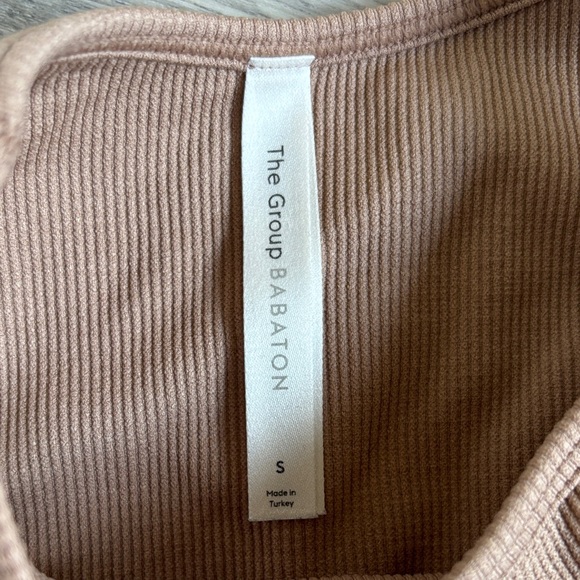 The Group BABATON
S
Made in
Turkey